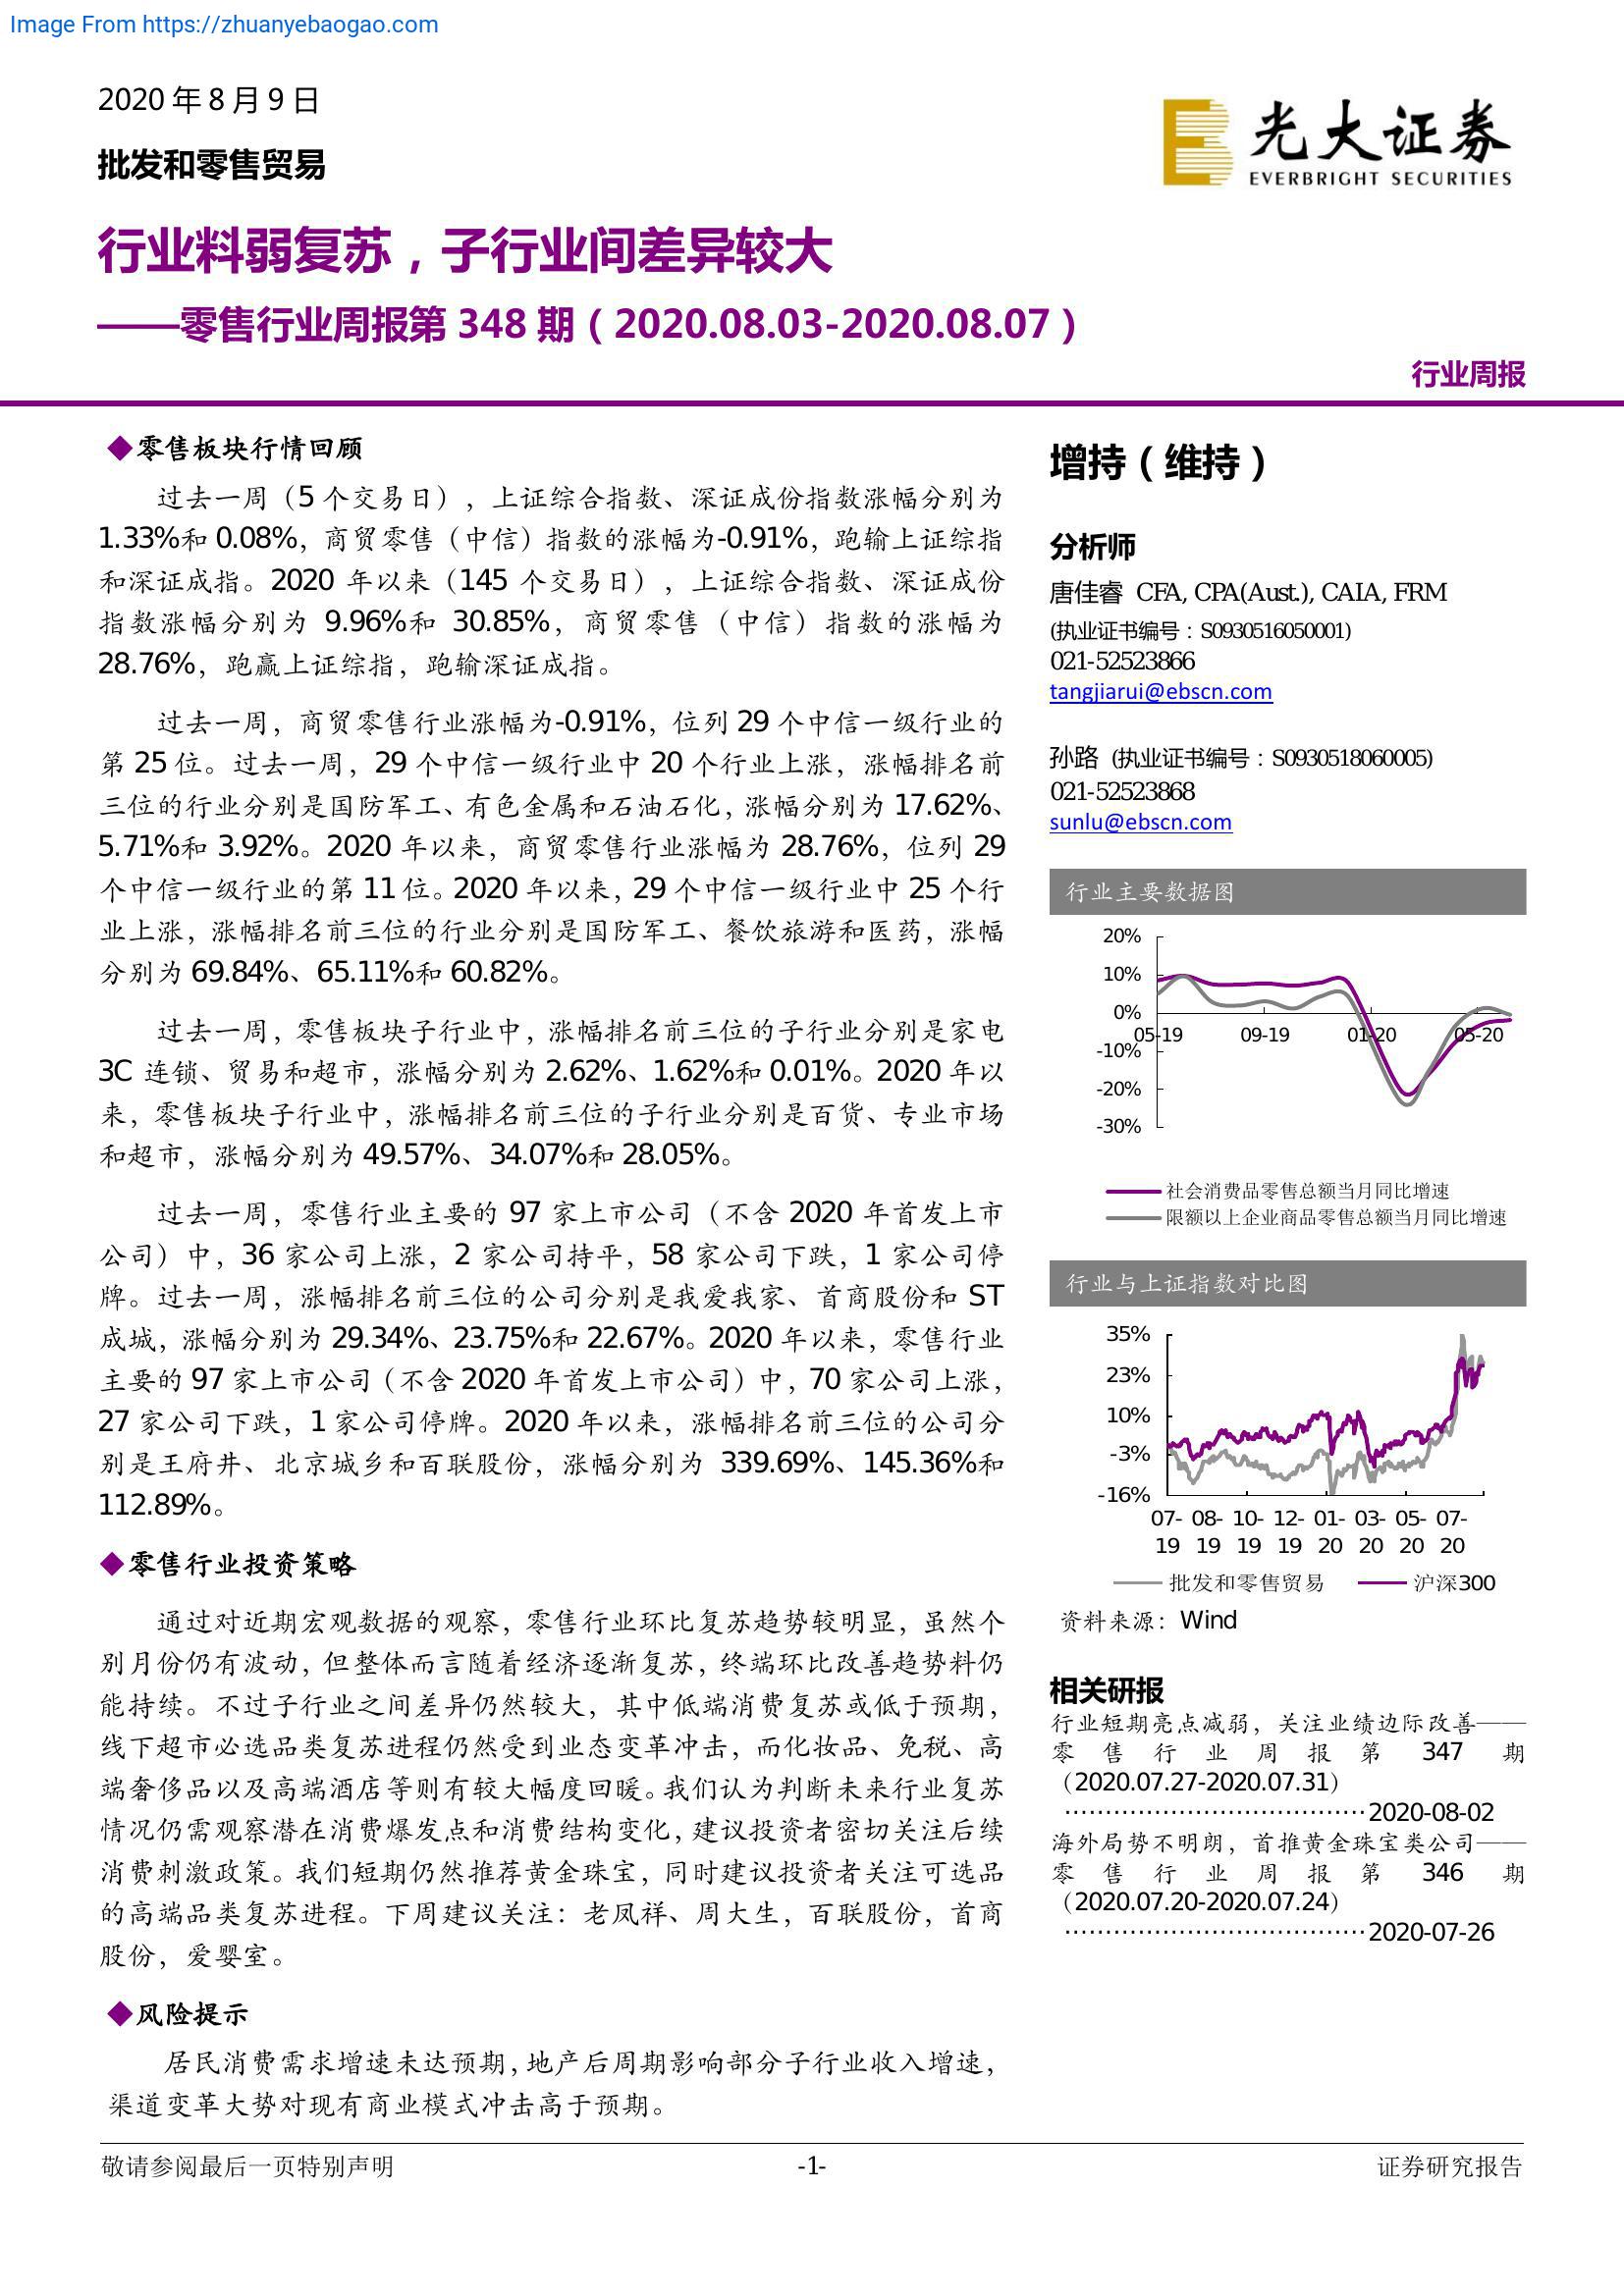 Image From https://zhuanyebaogao.com
2020 年 8 月 9 日
批发和零售贸易
光大证券
EVERBRIGHT SECURITIES
行业料弱复苏，子行业间差异较大
——零售行业周报第 348 期（2020.08.03-2020.08.07）
行业周报
◆零售板块行情回顾
过去一周（5 个交易日），上证综合指数、深证成份指数涨幅分别为
1.33%和 0.08%，商贸零售（中信）指数的涨幅为-0.91%，跑输上证综指
和深证成指。2020 年以来（145 个交易日），上证综合指数、深证成份
指数涨幅分别为 9.96%和 30.85%，商贸零售（中信）指数的涨幅为
28.76%，跑赢上证综指，跑输深证成指。
过去一周，商贸零售行业涨幅为-0.91%，位列 29 个中信一级行业的
第 25 位。过去一周，29 个中信一级行业中 20 个行业上涨，涨幅排名前
三位的行业分别是国防军工、有色金属和石油石化，涨幅分别为 17.62%、
5.71%和 3.92%。2020 年以来，商贸零售行业涨幅为 28.76%，位列 29
个中信一级行业的第 11 位。2020 年以来，29 个中信一级行业中 25 个行
业上涨，涨幅排名前三位的行业分别是国防军工、餐饮旅游和医药，涨幅
分别为 69.84%、65.11%和 60.82%。
过去一周，零售板块子行业中，涨幅排名前三位的子行业分别是家电
3C 连锁、贸易和超市，涨幅分别为 2.62%、1.62%和 0.01%。2020 年以
来，零售板块子行业中，涨幅排名前三位的子行业分别是百货、专业市场
和超市，涨幅分别为 49.57%、34.07%和 28.05%。
过去一周，零售行业主要的 97 家上市公司（不含 2020 年首发上市
公司）中，36 家公司上涨，2 家公司持平，58 家公司下跌，1 家公司停
牌。过去一周，涨幅排名前三位的公司分别是我爱我家、首商股份和 ST
成城，涨幅分别为 29.34%、23.75%和 22.67%。2020 年以来，零售行业
主要的 97 家上市公司（不含 2020 年首发上市公司）中，70 家公司上涨，
27 家公司下跌，1 家公司停牌。2020 年以来，涨幅排名前三位的公司分
别是王府井、北京城乡和百联股份，涨幅分别为 339.69%、145.36%和
112.89%。
◆零售行业投资策略
通过对近期宏观数据的观察，零售行业环比复苏趋势较明显，虽然个
别月份仍有波动，但整体而言随着经济逐渐复苏，终端环比改善趋势料仍
能持续。不过子行业之间差异仍然较大，其中低端消费复苏或低于预期，
线下超市必选品类复苏进程仍然受到业态变革冲击，而化妆品、免税、高
端奢侈品以及高端酒店等则有较大幅度回暖。我们认为判断未来行业复苏
情况仍需观察潜在消费爆发点和消费结构变化，建议投资者密切关注后续
消费刺激政策。我们短期仍然推荐黄金珠宝，同时建议投资者关注可选品
的高端品类复苏进程。下周建议关注：老凤祥、周大生，百联股份，首商
股份，爱婴室。
◆风险提示
居民消费需求增速未达预期，地产后周期影响部分子行业收入增速，
渠道变革大势对现有商业模式冲击高于预期。
增持（维持）
分析师
唐佳睿 CFA, CPA(Aust.), CAIA, FRM
(执业证书编号：S0930516050001)
021-52523866
tangjiarui@ebscn.com
孙路 (执业证书编号：S0930518060005)
021-52523868
sunlu@ebscn.com
行业主要数据图
20%
10%
0%
05-19 09-19 01-20 05-20
-10%
-20%
-30%
社会消费品零售总额当月同比增速
限额以上企业商品零售总额当月同比增速
行业与上证指数对比图
35%
23%
10%
-3%
-16%
07- 08- 10- 12- 01- 03- 05- 07-
19 19 19 19 20 20 20 20
批发和零售贸易 沪深300
资料来源：Wind
相关研报
行业短期亮点减弱，关注业绩边际改善——
零售行业周报第 347 期
（2020.07.27-2020.07.31）
····································2020-08-02
海外局势不明朗，首推黄金珠宝类公司——
零售行业周报第 346 期
（2020.07.20-2020.07.24）
····································2020-07-26
敬请参阅最后一页特别声明 -1- 证券研究报告